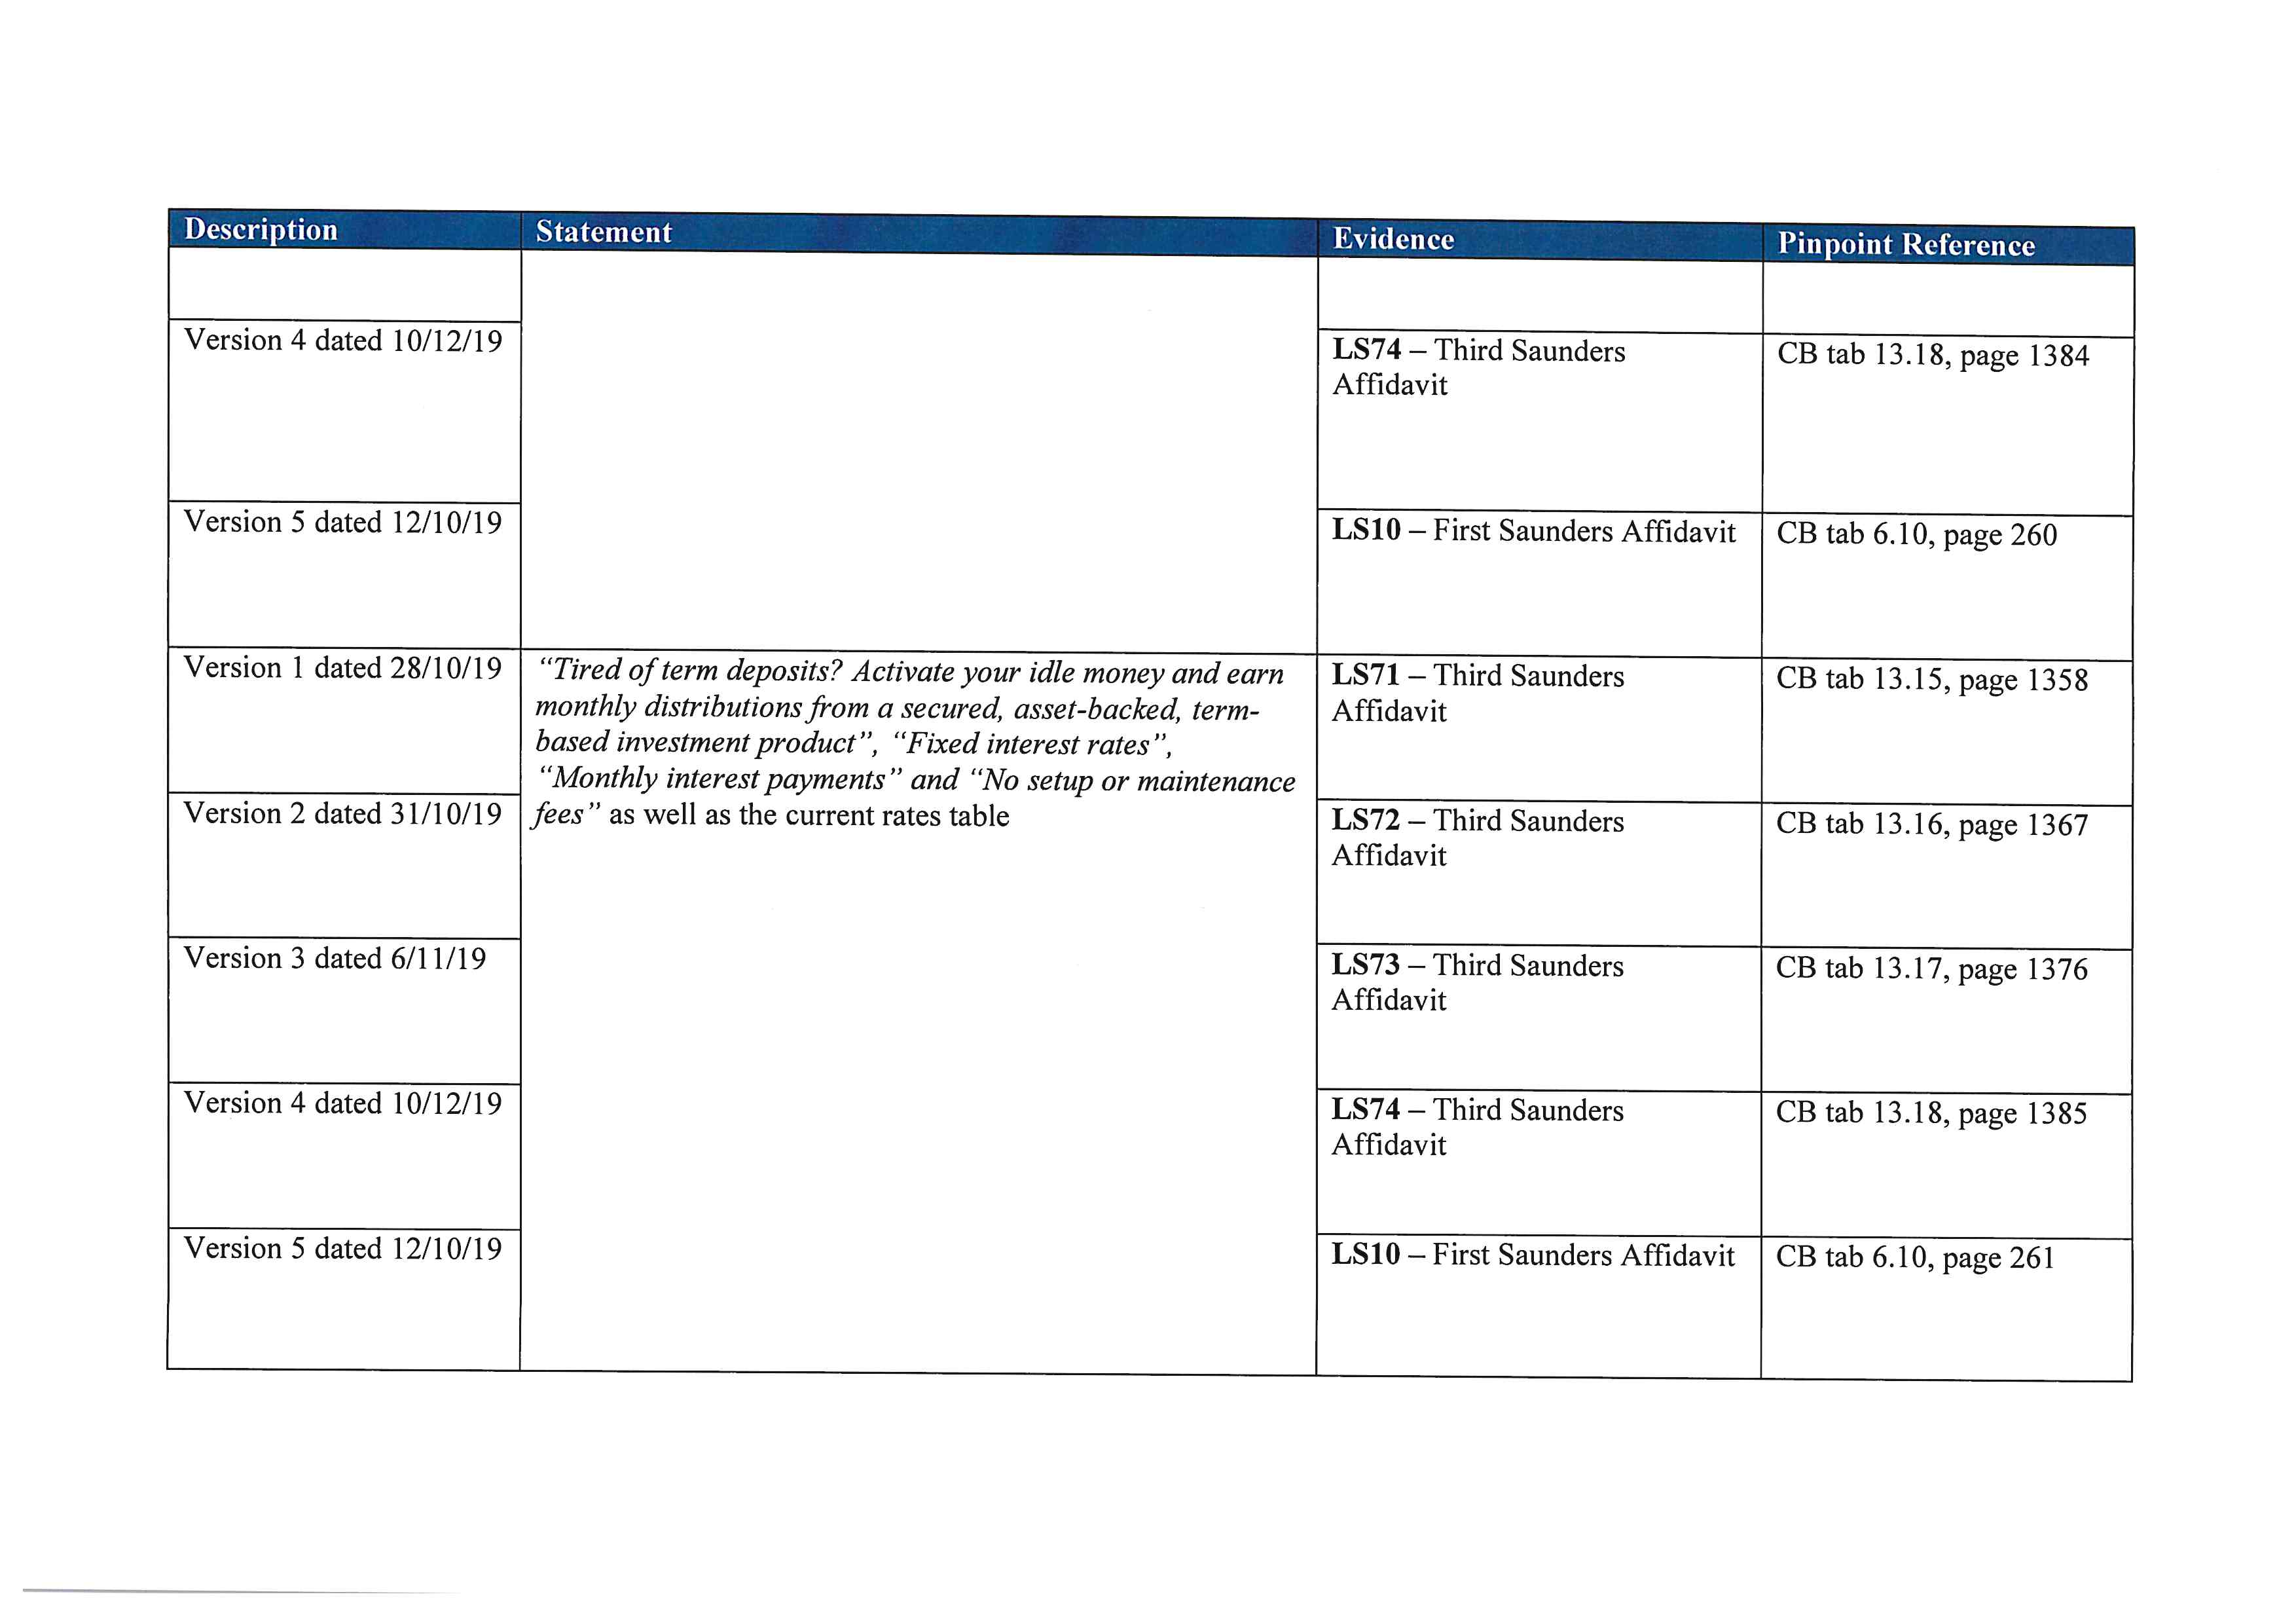 Description Statement Evidence Pinpoint Reference
Version 4 dated 10/12/19
LS74 – Third Saunders
Affidavit
CB tab 13.18, page 1384
Version 5 dated 12/10/19
LS10 – First Saunders Affidavit
CB tab 6.10, page 260
Version 1 dated 28/10/19
“Tired of term deposits? Activate your idle money and earn
monthly distributions from a secured, asset-backed, term-
based investment product”, “Fixed interest rates”,
“Monthly interest payments” and “No setup or maintenance
fees” as well as the current rates table
LS71 – Third Saunders
Affidavit
CB tab 13.15, page 1358
Version 2 dated 31/10/19
LS72 – Third Saunders
Affidavit
CB tab 13.16, page 1367
Version 3 dated 6/11/19
LS73 – Third Saunders
Affidavit
CB tab 13.17, page 1376
Version 4 dated 10/12/19
LS74 – Third Saunders
Affidavit
CB tab 13.18, page 1385
Version 5 dated 12/10/19
LS10 – First Saunders Affidavit
CB tab 6.10, page 261